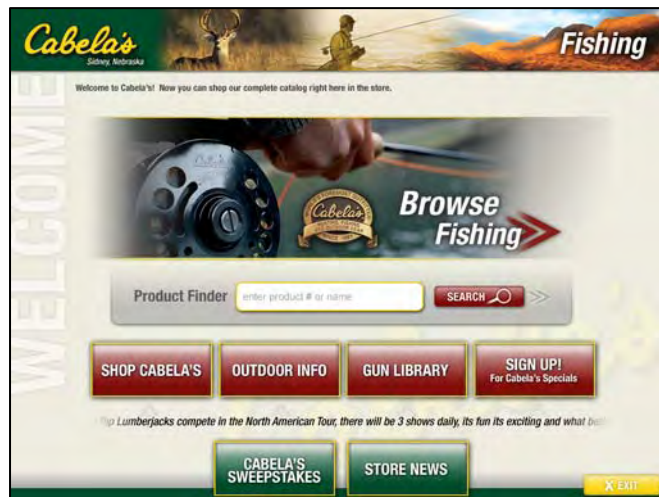 Cabela's
Sidney, Nebraska
Fishing
Welcome to Cabela's! Now you can shop our complete catalog right here in the store.
WELCOME
Cabela's
Browse
Fishing
Product Finder
enter product # or name
SEARCH
SHOP CABELA'S
OUTDOOR INFO
GUN LIBRARY
SIGN UP!
For Cabela's Specials
Lumberjacks compete in the North American Tour, there will be 3 shows daily, its fun its exciting and what
CABELA'S
SWEEPSTAKES
STORE NEWS
X EXIT